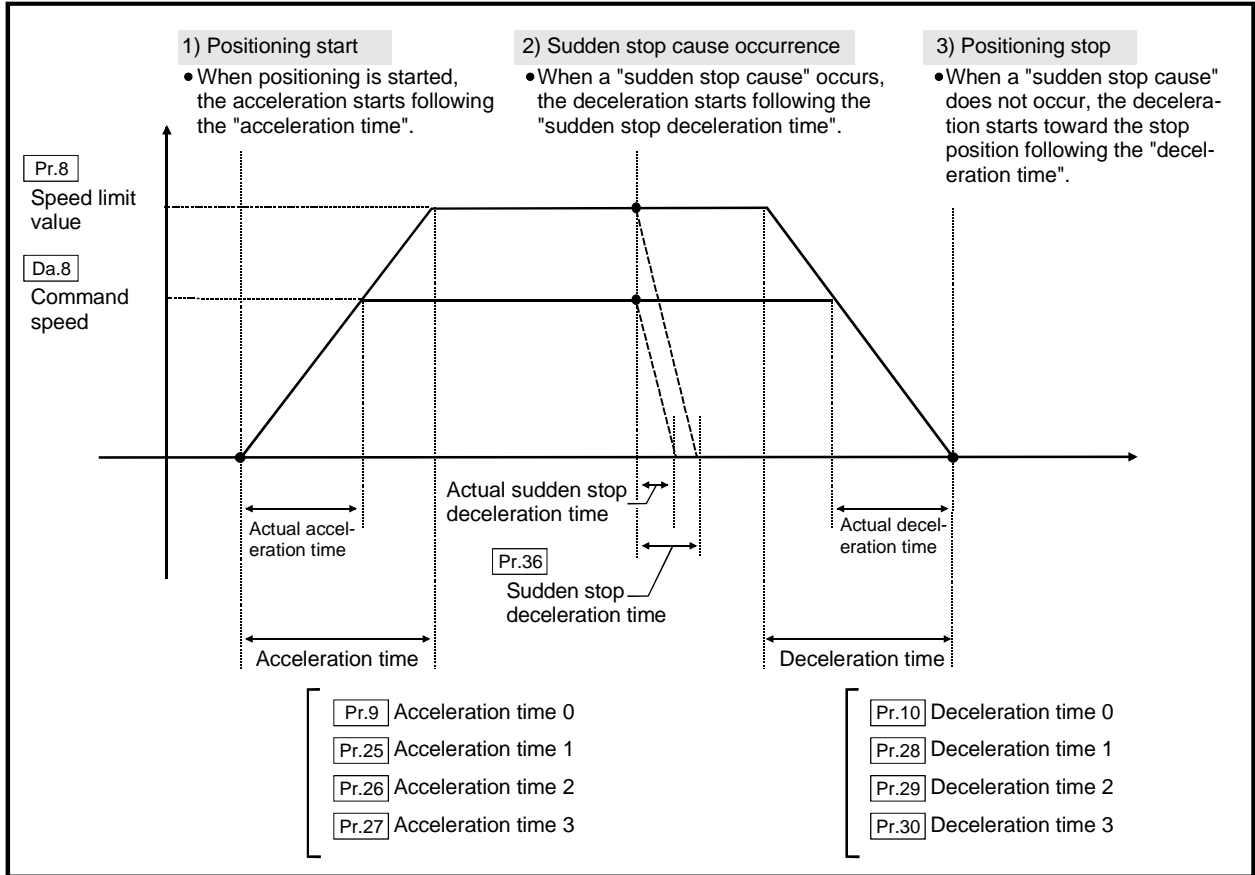 1) Positioning start
• When positioning is started,
the acceleration starts following
the "acceleration time".
2) Sudden stop cause occurrence
• When a "sudden stop cause" occurs,
the deceleration starts following the
"sudden stop deceleration time".
3) Positioning stop
• When a "sudden stop cause"
does not occur, the decelera-
tion starts toward the stop
position following the "decel-
eration time".
Pr.8
Speed limit
value
Da.8
Command
speed
Actual accel-
eration time
Actual sudden stop
deceleration time
Actual decel-
eration time
Pr.36
Sudden stop
deceleration time
Acceleration time
Deceleration time
Pr.9 Acceleration time 0
Pr.25 Acceleration time 1
Pr.26 Acceleration time 2
Pr.27 Acceleration time 3
Pr.10 Deceleration time 0
Pr.28 Deceleration time 1
Pr.29 Deceleration time 2
Pr.30 Deceleration time 3